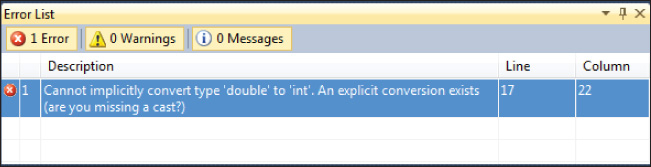 Error List
1 Error 0 Warnings 0 Messages
Description Line Column
1 Cannot implicitly convert type 'double' to 'int'. An explicit conversion exists 17 22
(are you missing a cast?)